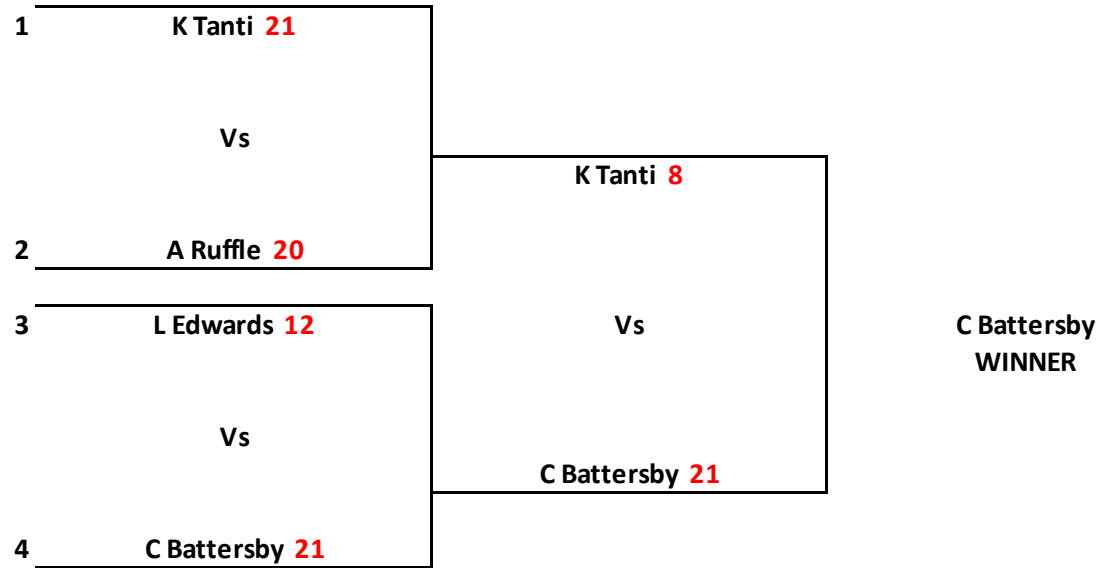 1 K Tanti 21
Vs
2 A Ruffle 20
3 L Edwards 12
Vs
4 C Battersby 21
K Tanti 8
Vs
C Battersby 21
C Battersby
WINNER